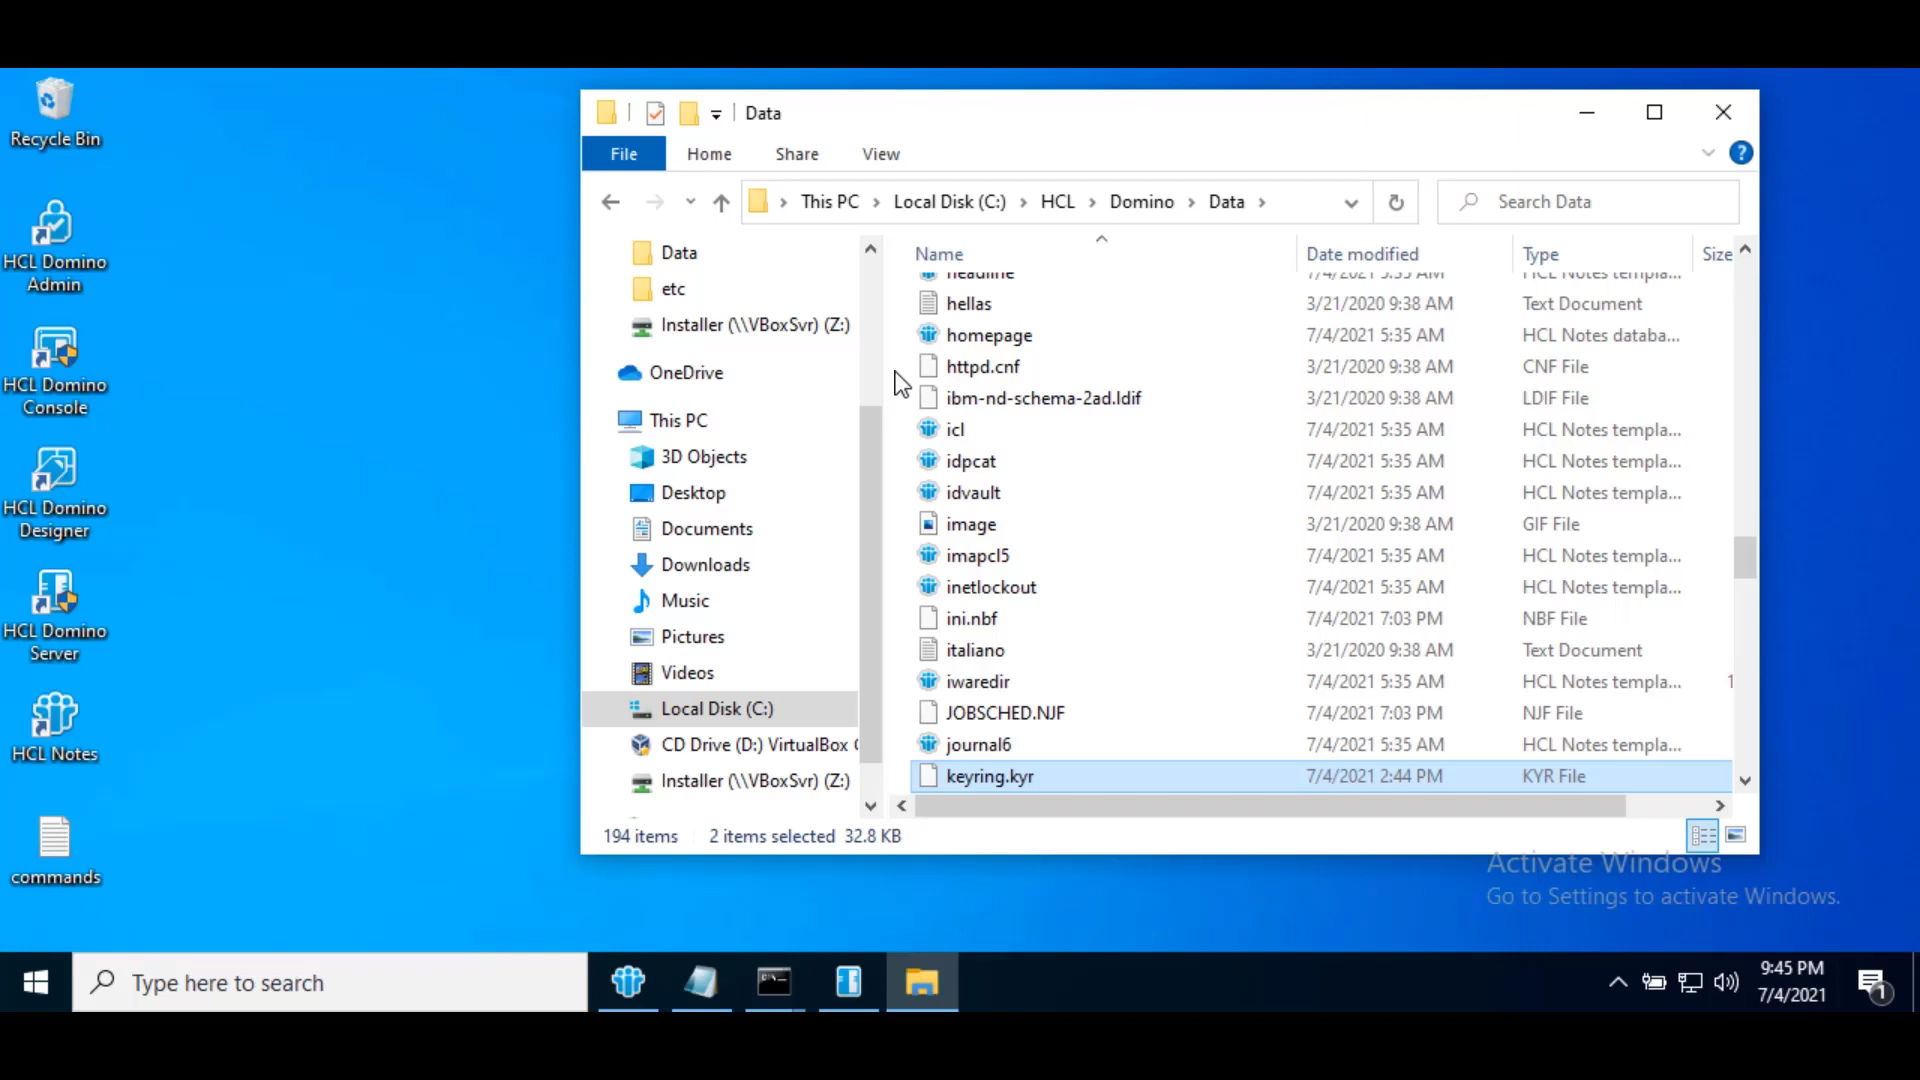 Recycle Bin
HCL Domino
Admin
HCL Domino
Console
HCL Domino
Designer
HCL Domino
Server
HCL Notes
commands
Data
File Home Share View
This PC Local Disk (C:) HCL Domino Data
Search Data
Data
etc
Installer (\\VBoxSvr) (Z:)
OneDrive
This PC
3D Objects
Desktop
Documents
Downloads
Music
Pictures
Videos
Local Disk (C:)
CD Drive (D:) VirtualBox
Installer (\\VBoxSvr) (Z:)
Name Date modified Type Size
headline 7/4/2021 5:35 AM HCL Notes templa...
hellas 3/21/2020 9:38 AM Text Document
homepage 7/4/2021 5:35 AM HCL Notes databa...
httpd.cnf 3/21/2020 9:38 AM CNF File
ibm-nd-schema-2ad.ldif 3/21/2020 9:38 AM LDIF File
icl 7/4/2021 5:35 AM HCL Notes templa...
idpcat 7/4/2021 5:35 AM HCL Notes templa...
idvault 7/4/2021 5:35 AM HCL Notes templa...
image 3/21/2020 9:38 AM GIF File
imapcl5 7/4/2021 5:35 AM HCL Notes templa...
inetlockout 7/4/2021 5:35 AM HCL Notes templa...
ini.nbf 7/4/2021 7:03 PM NBF File
italiano 3/21/2020 9:38 AM Text Document
iwaredir 7/4/2021 5:35 AM HCL Notes templa... 1
JOBSCHED.NJF 7/4/2021 7:03 PM NJF File
journal6 7/4/2021 5:35 AM HCL Notes templa...
keyring.kyr 7/4/2021 2:44 PM KYR File
194 items 2 items selected 32.8 KB
Activate Windows
Go to Settings to activate Windows.
Type here to search
9:45 PM
7/4/2021
1